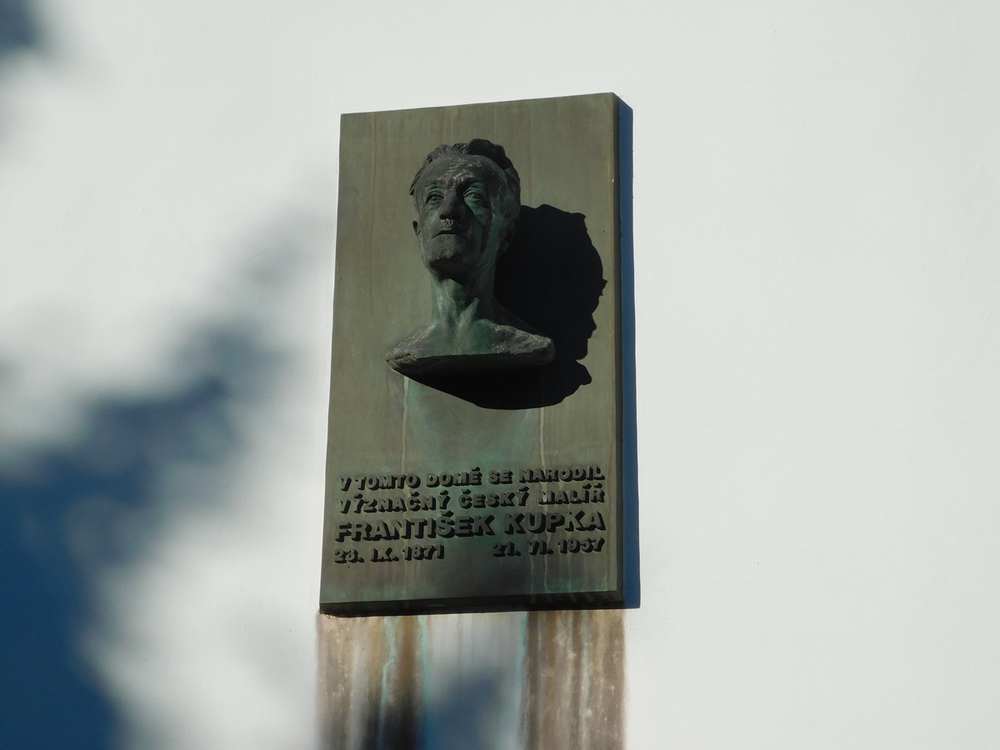 V TOMTO DOMĚ SE NARODIL
VÝZNAČNÝ ČESKÝ MALÍŘ
FRANTIŠEK KUPKA
23. IX. 1871 21. VI. 1957